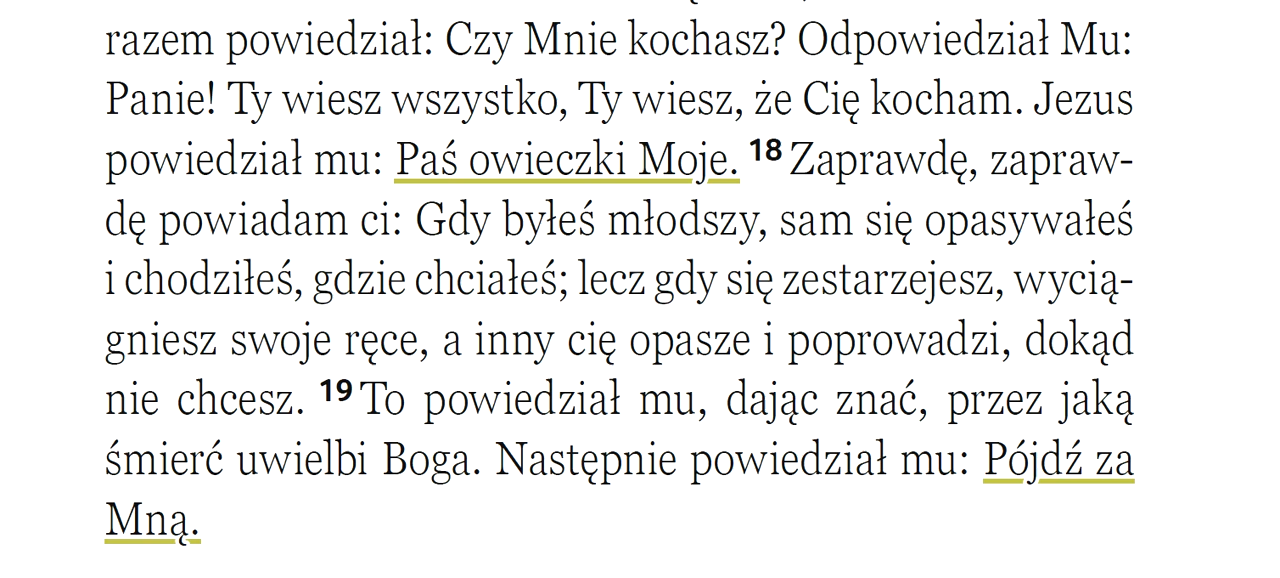 razem powiedział: Czy Mnie kochasz? Odpowiedział Mu:
Panie! Ty wiesz wszystko, Ty wiesz, że Cię kocham. Jezus
powiedział mu: Paś owieczki Moje. 18 Zaprawdę, zapraw-
dę powiadam ci: Gdy byłeś młodszy, sam się opasywałeś
i chodziłeś, gdzie chciałeś; lecz gdy się zestarzejesz, wycią-
gniesz swoje ręce, a inny cię opasze i poprowadzi, dokąd
nie chcesz. 19 To powiedział mu, dając znać, przez jaką
śmierć uwielbi Boga. Następnie powiedział mu: Pójdź za
Mną.